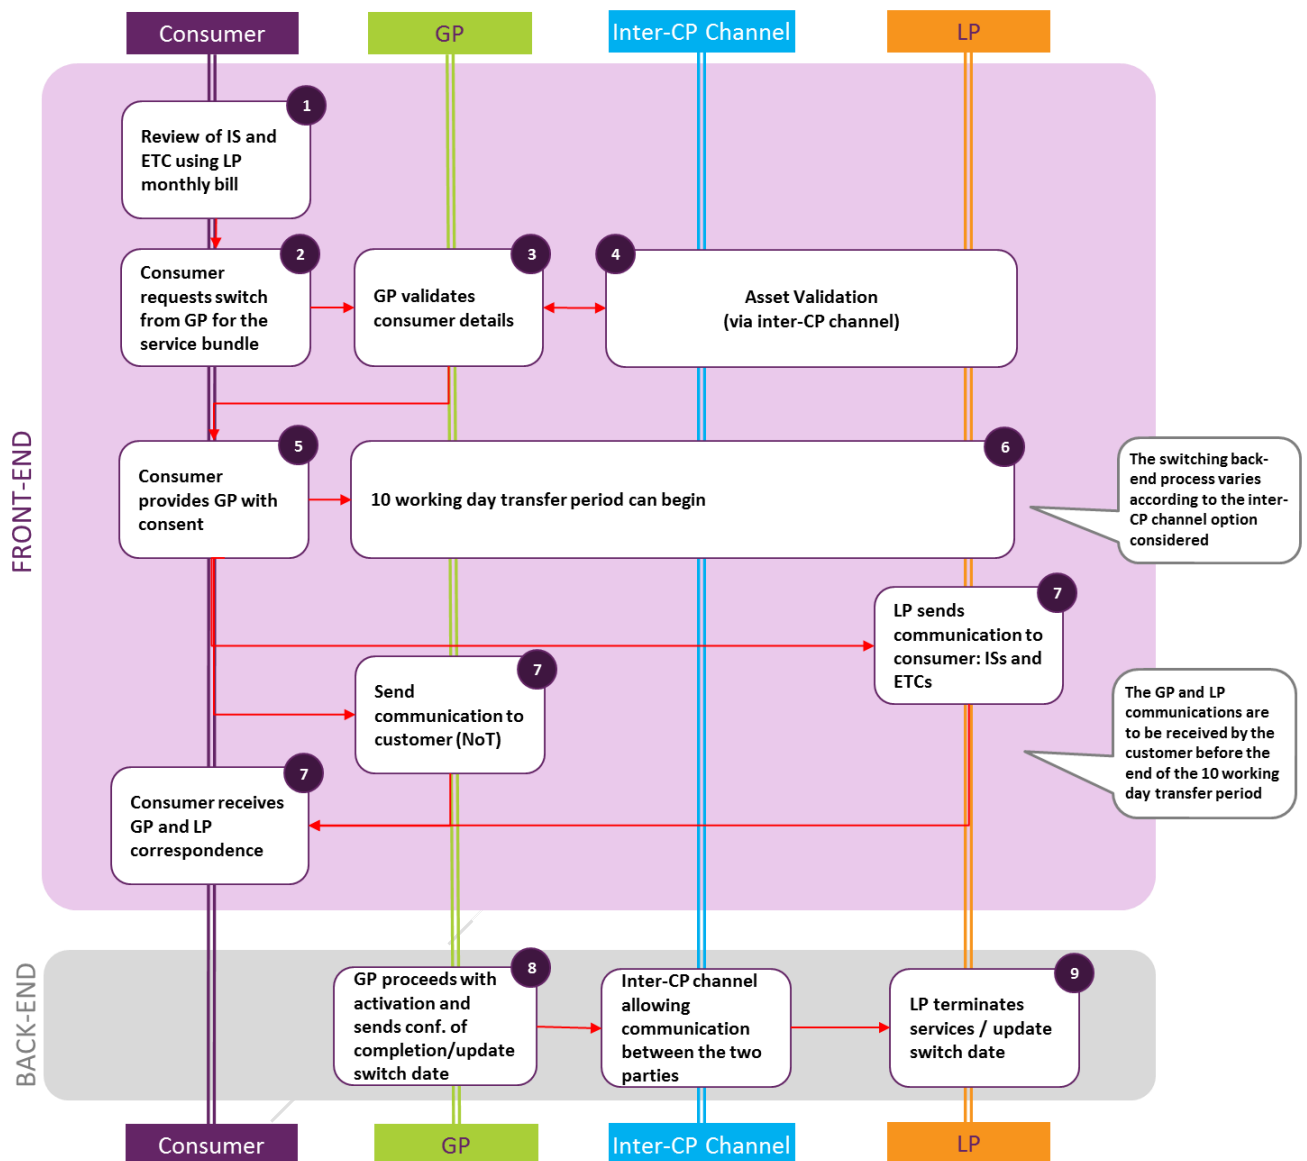 Consumer
GP
Inter-CP Channel
LP
FRONT-END
1
Review of IS and
ETC using LP
monthly bill
2
Consumer
requests switch
from GP for the
service bundle
3
GP validates
consumer details
4
Asset Validation
(via inter-CP channel)
5
Consumer
provides GP with
consent
6
10 working day transfer period can begin
The switching back-
end process varies
according to the inter-
CP channel option
considered
7
LP sends
communication to
consumer: ISs and
ETCs
7
Send
communication to
customer (NoT)
The GP and LP
communications are
to be received by the
customer before the
end of the 10 working
day transfer period
7
Consumer receives
GP and LP
correspondence
BACK-END
8
GP proceeds with
activation and
sends conf. of
completion/update
switch date
Inter-CP channel
allowing
communication
between the two
parties
9
LP terminates
services / update
switch date
Consumer
GP
Inter-CP Channel
LP